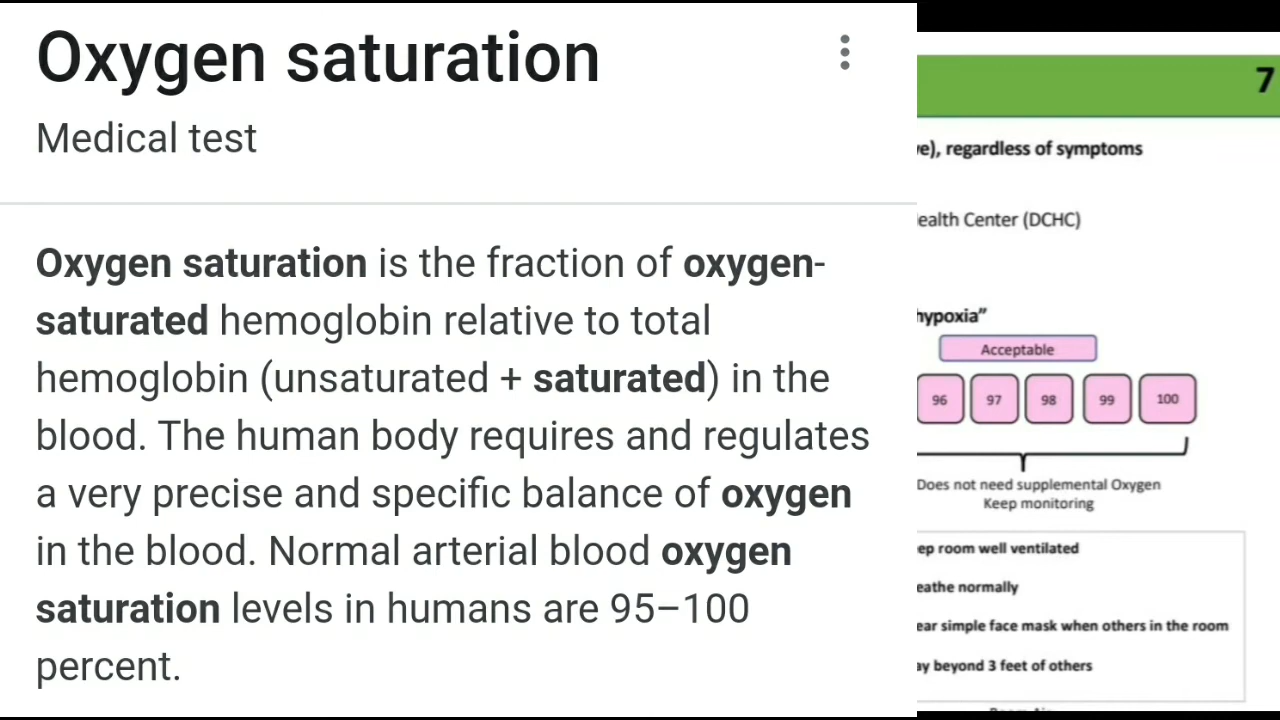 Oxygen saturation
Medical test
Oxygen saturation is the fraction of oxygen-
saturated hemoglobin relative to total
hemoglobin (unsaturated + saturated) in the
blood. The human body requires and regulates
a very precise and specific balance of oxygen
in the blood. Normal arterial blood oxygen
saturation levels in humans are 95–100
percent.
7
e), regardless of symptoms
ealth Center (DCHC)
hypoxia”
Acceptable
96 97 98 99 100
Does not need supplemental Oxygen
Keep monitoring
ep room well ventilated
eathe normally
ear simple face mask when others in the room
ay beyond 3 feet of others